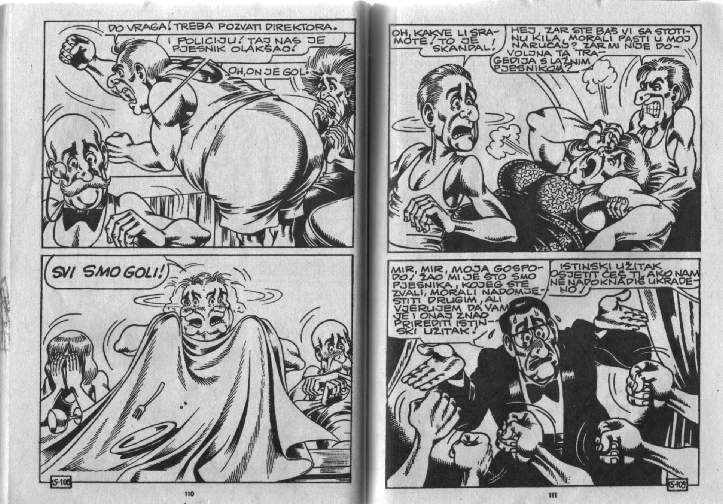 DO VRAGA! TREBA POZVATI DIREKTORA.
I POLICIJU! TAJ NAS JE
PJESNIK OLAKŠAO!
OH, ON JE GOL!
SVI SMO GOLI!
15-108
110
OH, KAKVE LI SRA-
MOTE! TO JE
SKANDAL!
HEJ, ZAR STE BAŠ VI SA STOTI-
NU KILA, MORALI PASTI U MOJ
NARUČAJ? ZAR MI NIJE DO-
VOLJNA TA TRA-
GEDIJA S LAŽNIM
PJESNIKOM?
MIR, MIR, MOJA GOSPO-
DO! ŽAO MI JE ŠTO SMO
PJESNIKA, KOJEG STE
ZVALI, MORALI NADOMJE-
STITI DRUGIM, ALI
VJERUJEM DA VAM
JE I ONAJ ZNAO
PRIREDITI ISTIN-
SKI UŽITAK!
ISTINSKI UŽITAK
OSJETIT ĆEŠ TI, AKO NAM
NE NADOKNADIŠ UKRADE-
NO!
15-109
111